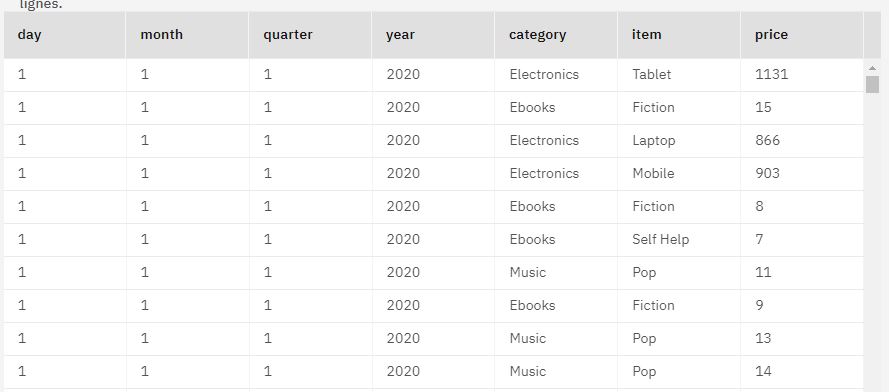 lignes.
day month quarter year category item price
1 1 1 2020 Electronics Tablet 1131
1 1 1 2020 Ebooks Fiction 15
1 1 1 2020 Electronics Laptop 866
1 1 1 2020 Electronics Mobile 903
1 1 1 2020 Ebooks Fiction 8
1 1 1 2020 Ebooks Self Help 7
1 1 1 2020 Music Pop 11
1 1 1 2020 Ebooks Fiction 9
1 1 1 2020 Music Pop 13
1 1 1 2020 Music Pop 14